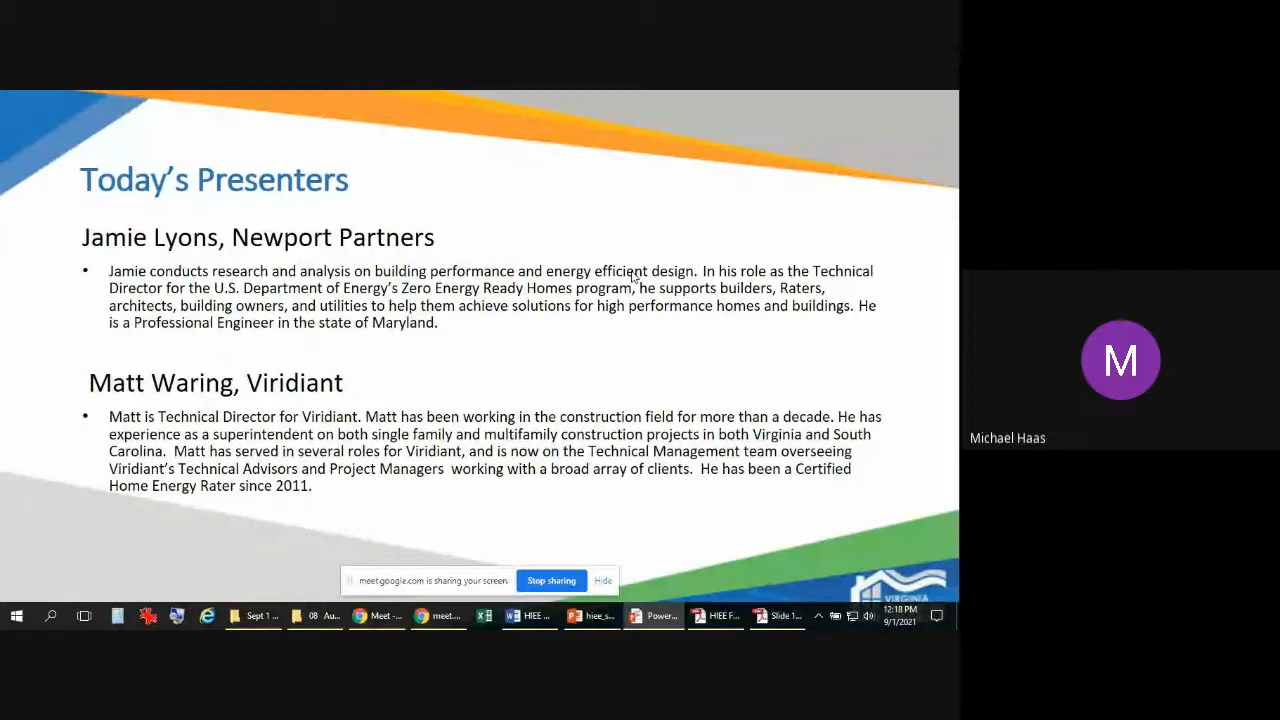 Today's Presenters
Jamie Lyons, Newport Partners
• Jamie conducts research and analysis on building performance and energy efficient design. In his role as the Technical
Director for the U.S. Department of Energy's Zero Energy Ready Homes program, he supports builders, Raters,
architects, building owners, and utilities to help them achieve solutions for high performance homes and buildings. He
is a Professional Engineer in the state of Maryland.
Matt Waring, Viridiant
• Matt is Technical Director for Viridiant. Matt has been working in the construction field for more than a decade. He has
experience as a superintendent on both single family and multifamily construction projects in both Virginia and South
Carolina. Matt has served in several roles for Viridiant, and is now on the Technical Management team overseeing
Viridiant's Technical Advisors and Project Managers working with a broad array of clients. He has been a Certified
Home Energy Rater since 2011.
M
Michael Haas
meet.google.com is sharing your screen.
Stop sharing
Hide
VIRGINIA
Sept 1 ...
08 Au...
Meet -...
meet....
HIEE ...
hiee_s...
Power...
HIEE F...
Slide 1...
12:18 PM
9/1/2021